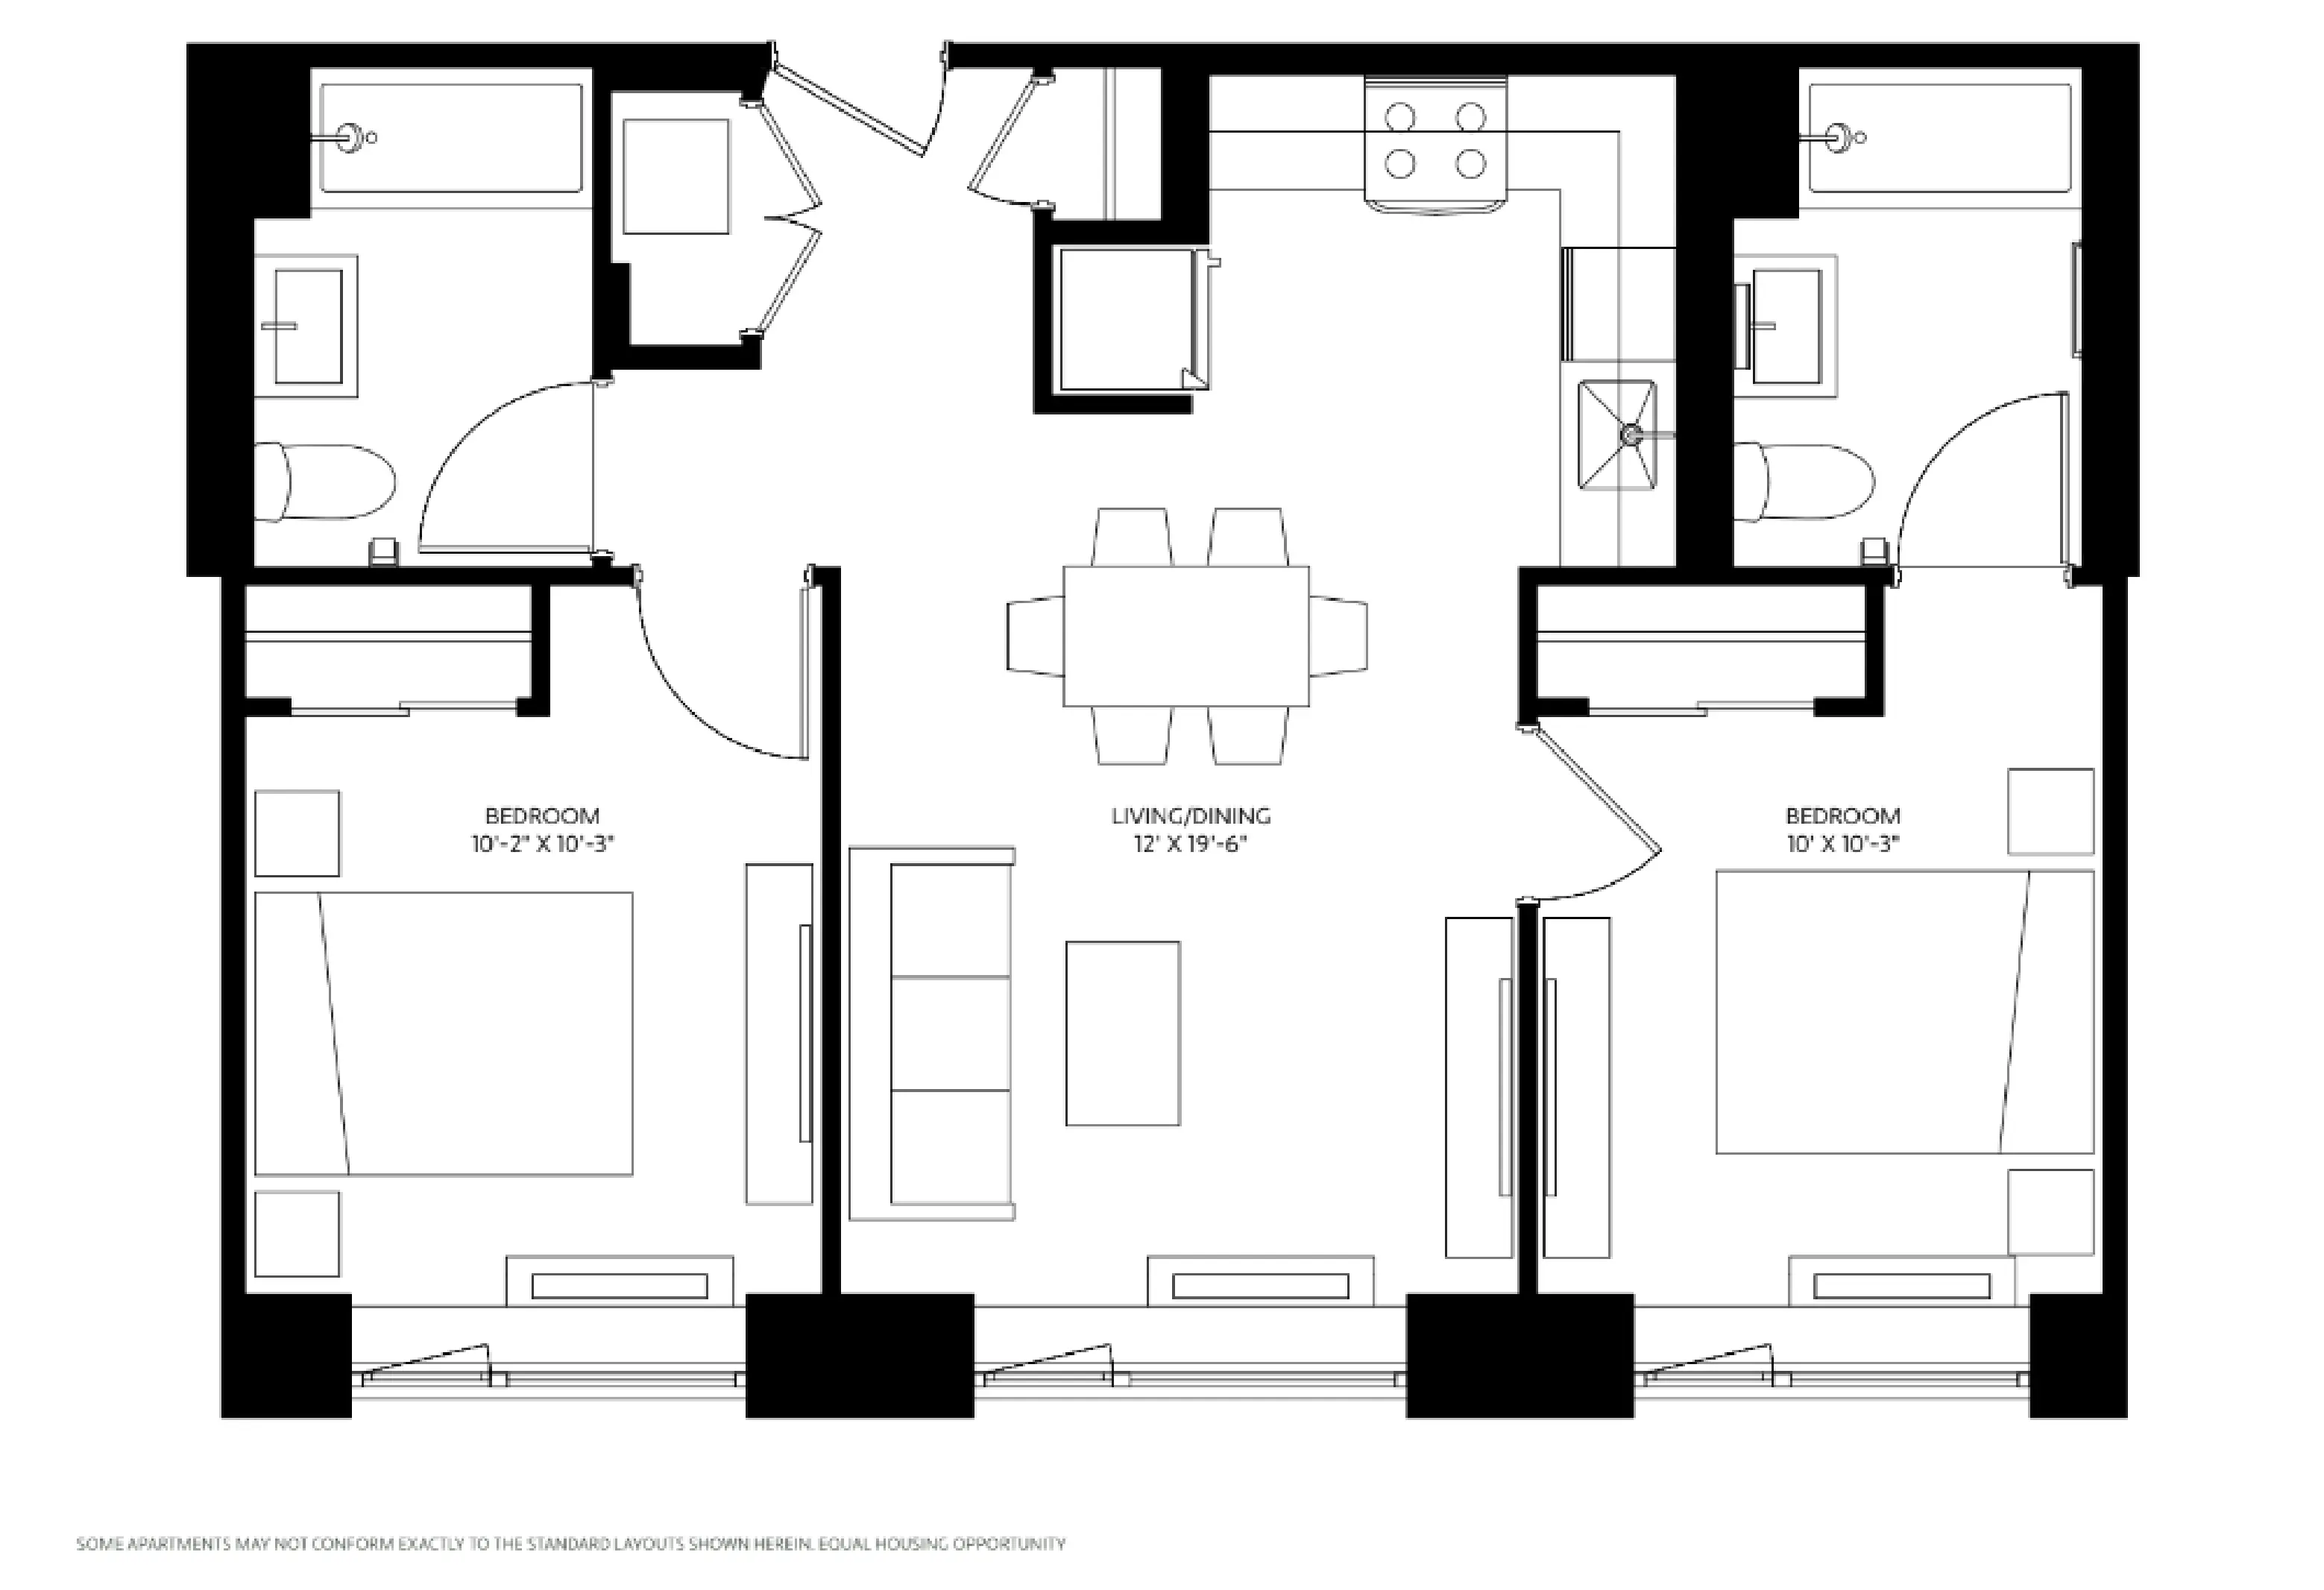 BEDROOM
10'-2" X 10'-3"
LIVING/DINING
12' X 19'-6"
BEDROOM
10' X 10'-3"
SOME APARTMENTS MAY NOT CONFORM EXACTLY TO THE STANDARD LAYOUTS SHOWN HEREIN. EQUAL HOUSING OPPORTUNITY